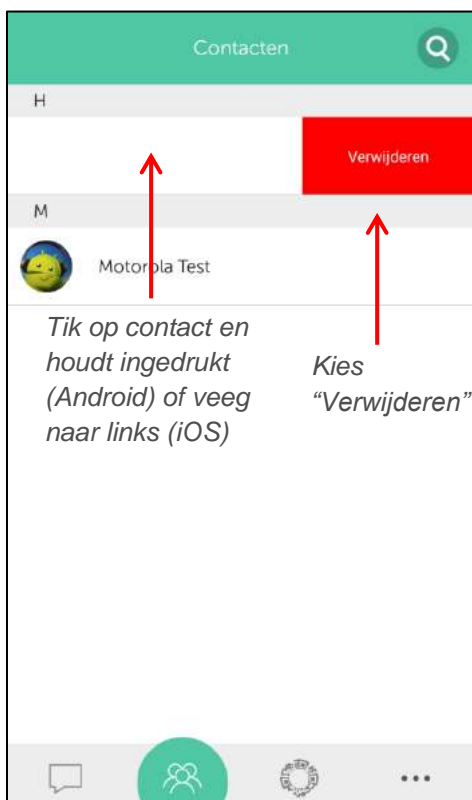 Contacten
H
Verwijderen
M
Motorola Test
Tik op contact en
houdt ingedrukt
(Android) of veeg
naar links (iOS)
Kies
“Verwijderen”